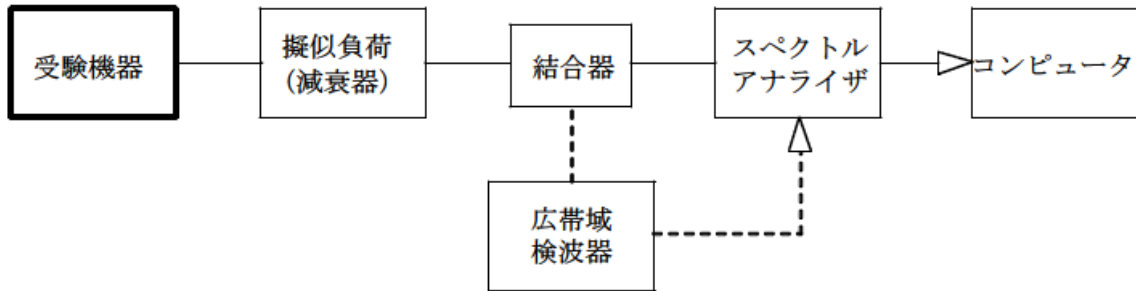 受験機器
擬似負荷
(減衰器)
結合器
スペクトル
アナライザ
コンピュータ
広帯域
検波器